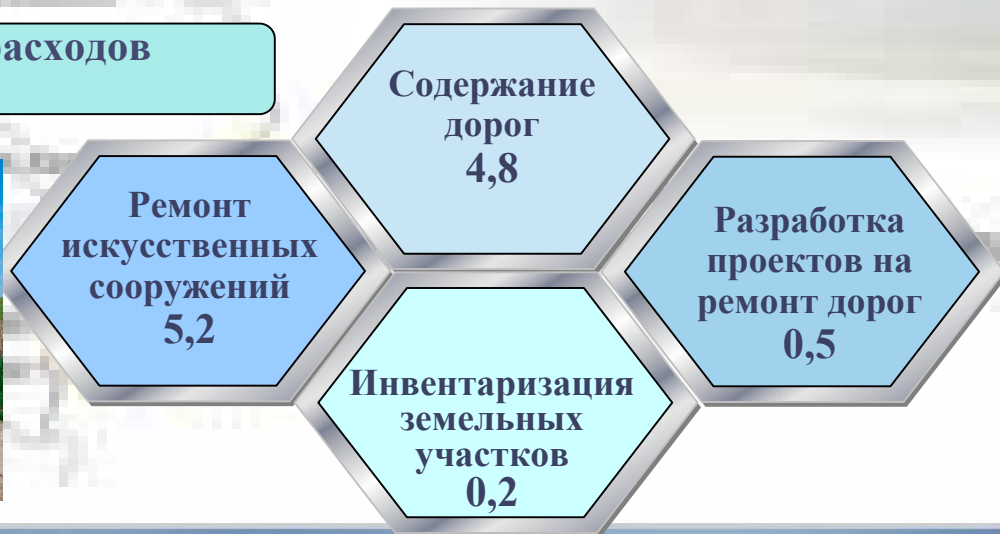 расходов
Содержание
дорог
4,8
Ремонт
искусственных
сооружений
5,2
Разработка
проектов на
ремонт дорог
0,5
Инвентаризация
земельных
участков
0,2